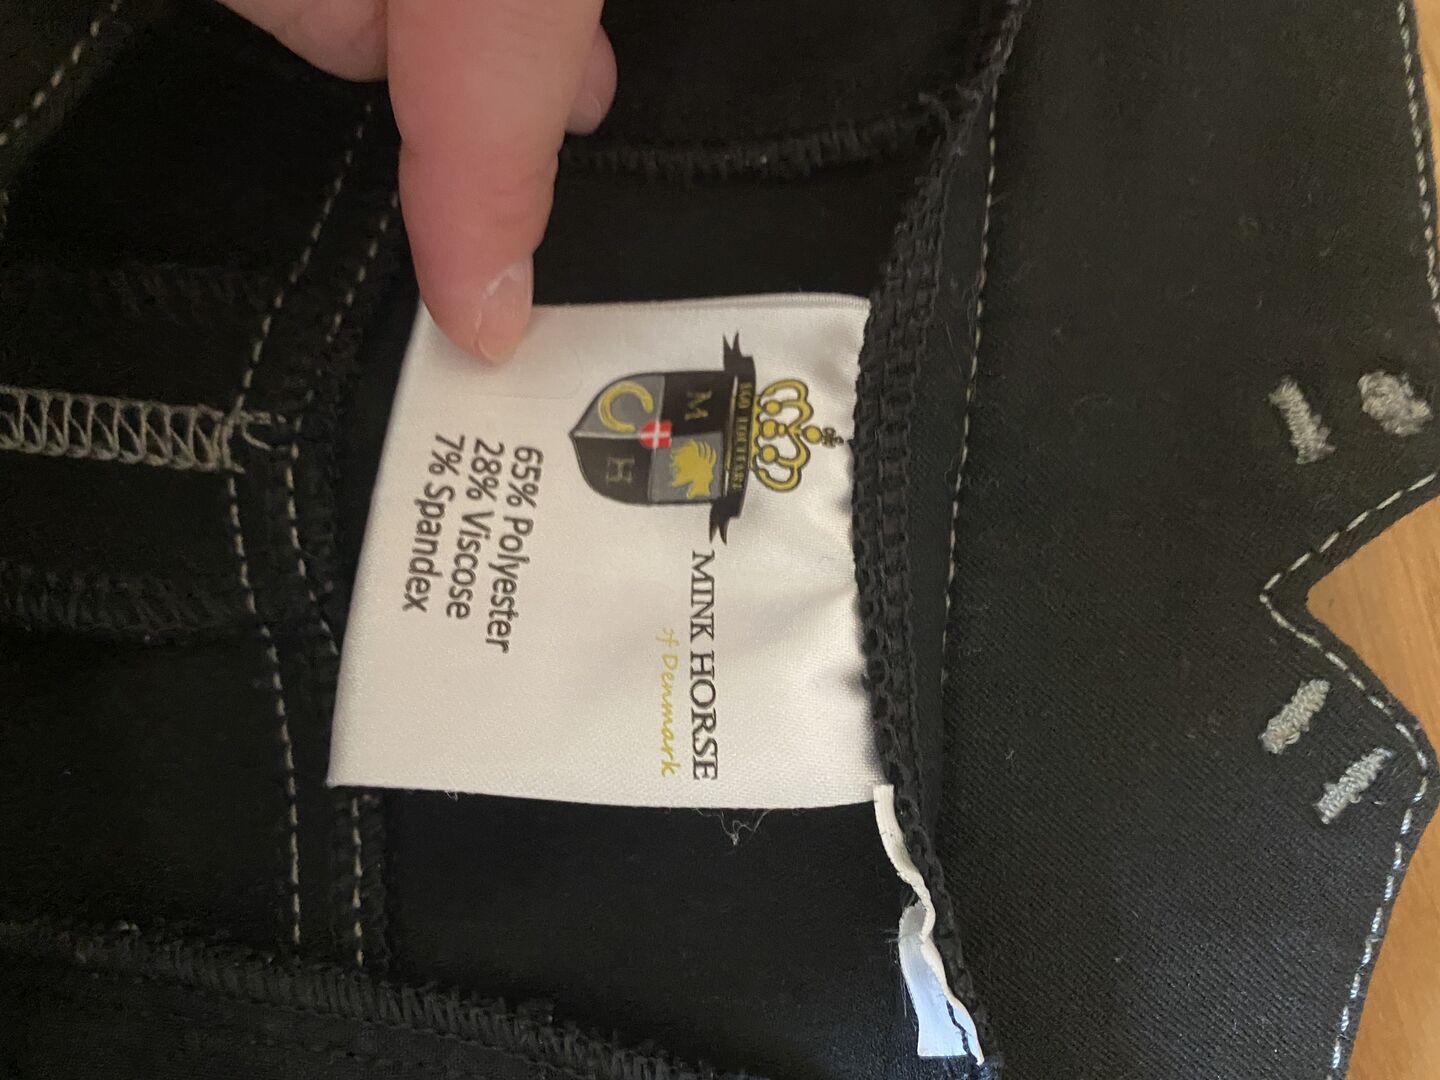 M
H
MINK HORSE
of Denmark
65% Polyester
28% Viscose
7% Spandex